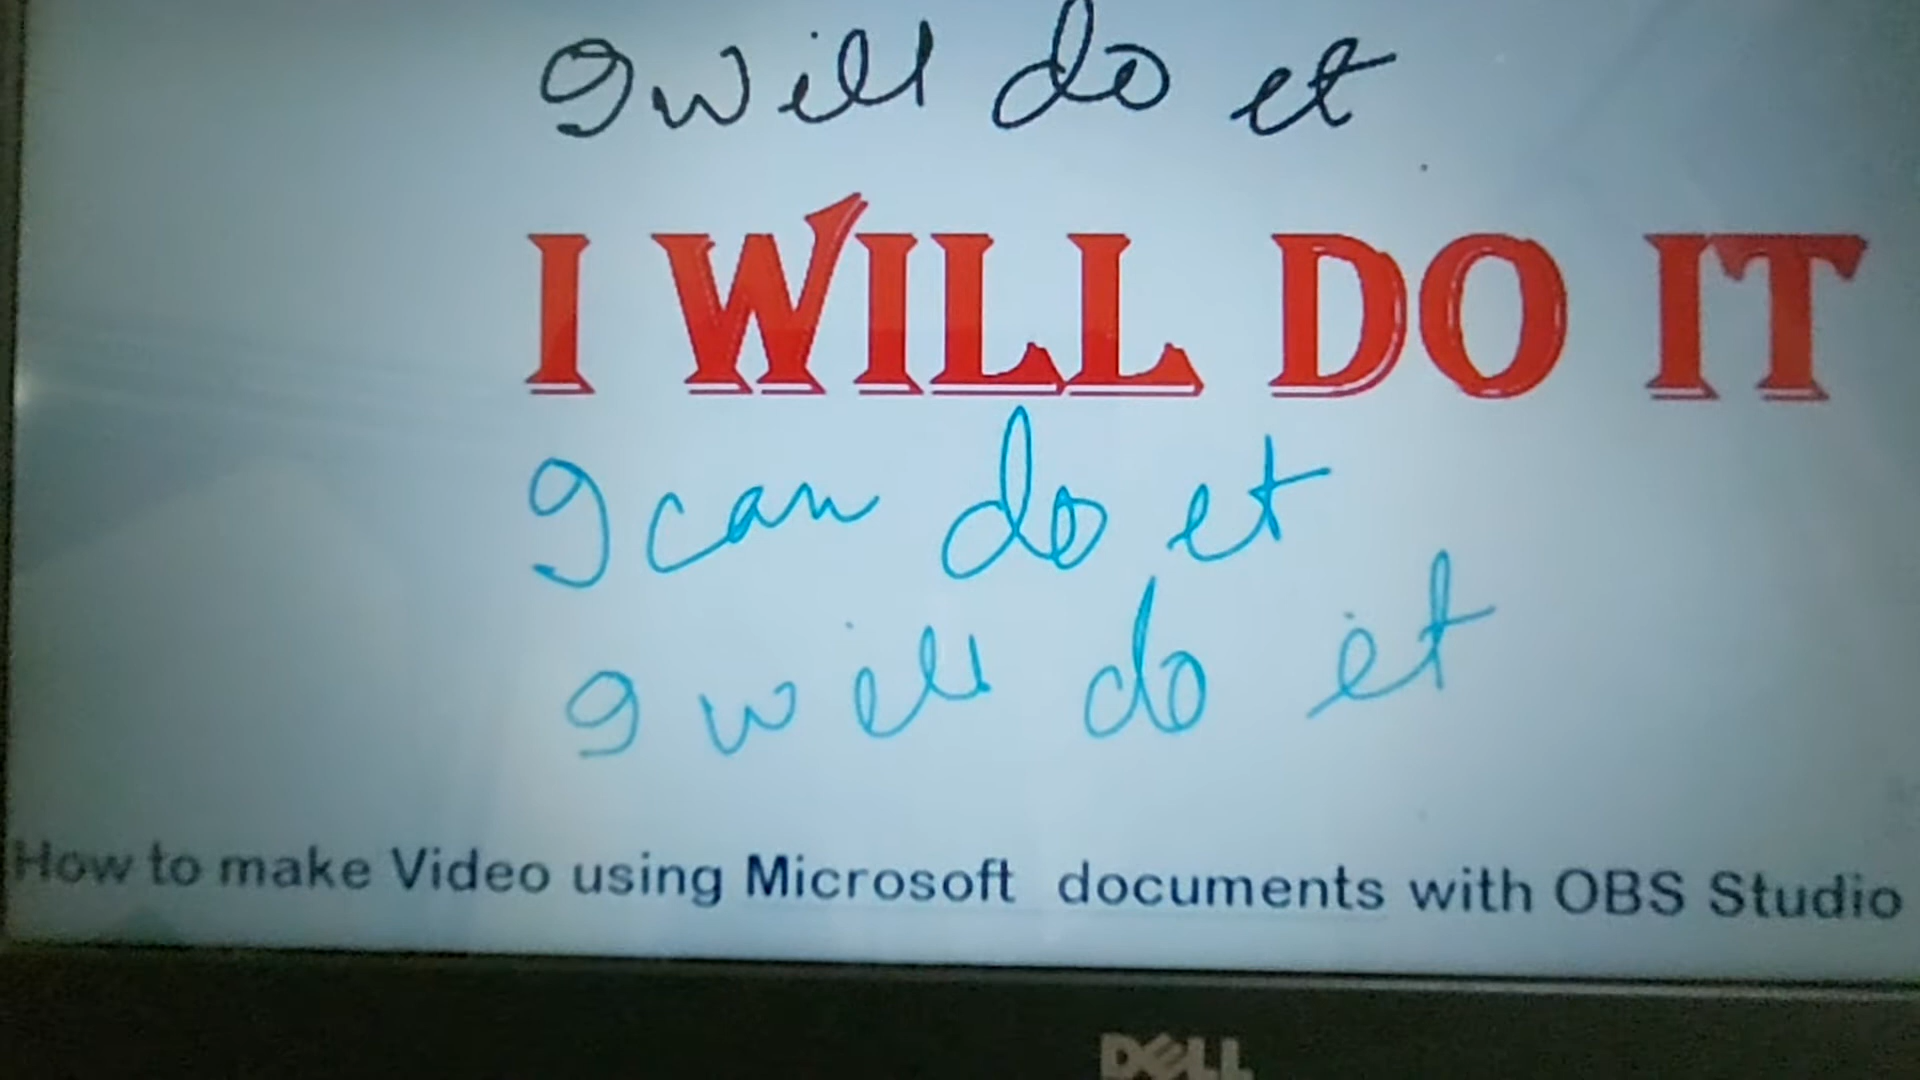 I will do it
I WILL DO IT
I can do it
I will do it
How to make Video using Microsoft documents with OBS Studio
DELL